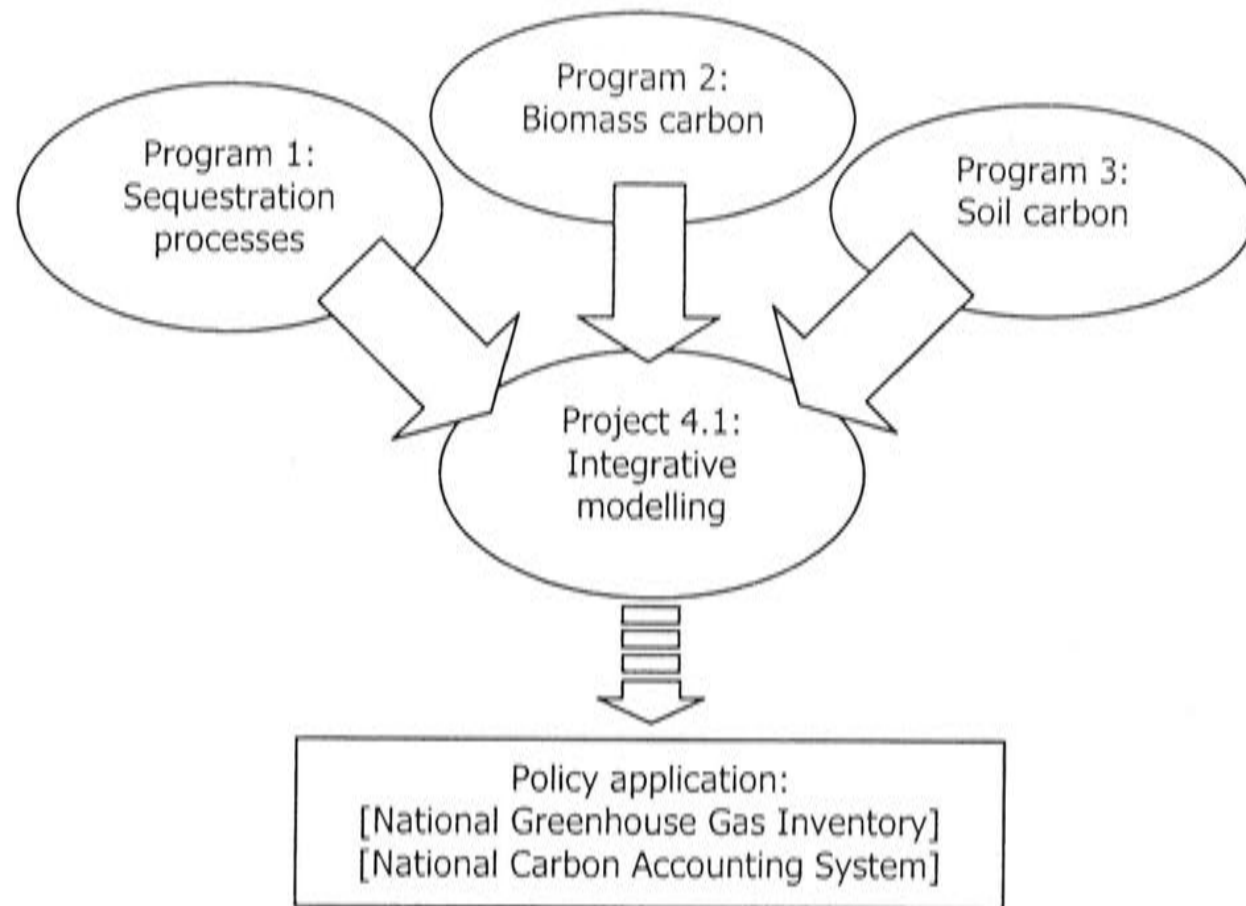 Program 1:
Sequestration
processes
Program 2:
Biomass carbon
Program 3:
Soil carbon
Project 4.1:
Integrative
modelling
Policy application:
[National Greenhouse Gas Inventory]
[National Carbon Accounting System]